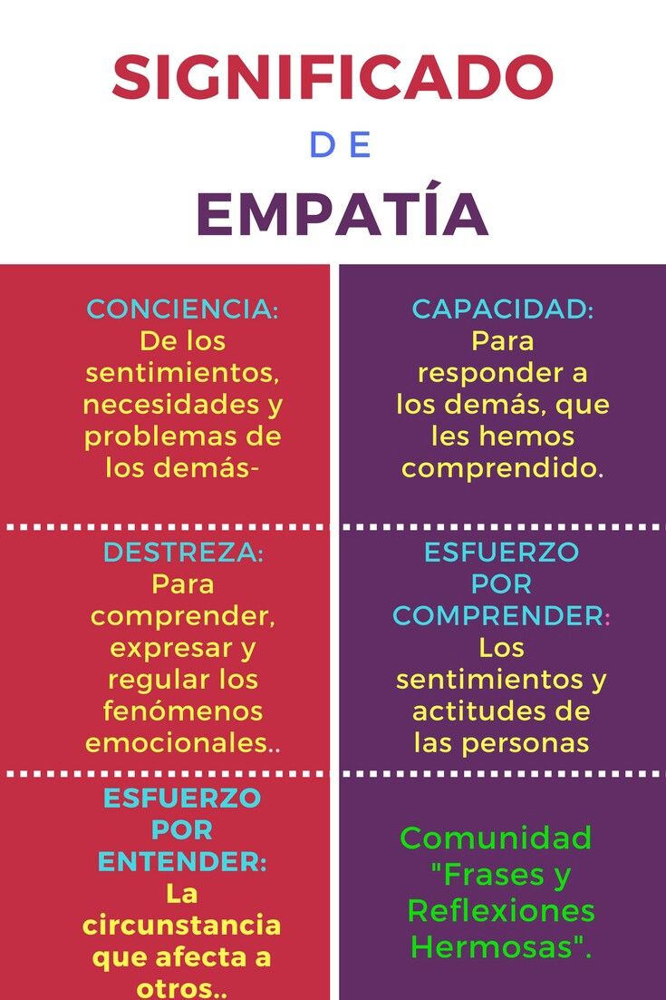 SIGNIFICADO
DE
EMPATÍA
CONCIENCIA:
De los
sentimientos,
necesidades y
problemas de
los demás-
CAPACIDAD:
Para
responder a
los demás, que
les hemos
comprendido.
DESTREZA:
Para
comprender,
expresar y
regular los
fenómenos
emocionales..
ESFUERZO
POR
COMPRENDER:
Los
sentimientos y
actitudes de
las personas
ESFUERZO
POR
ENTENDER:
La
circunstancia
que afecta a
otros..
Comunidad
"Frases y
Reflexiones
Hermosas".